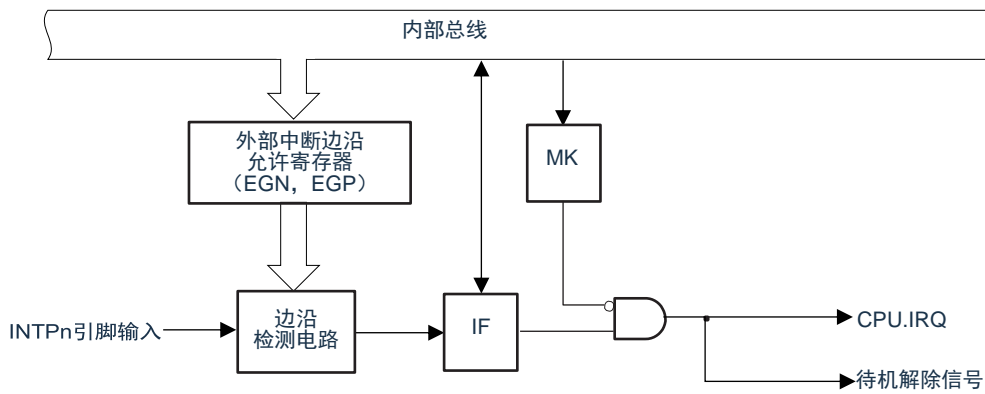 内部总线
外部中断边沿
允许寄存器
（EGN，EGP）
MK
INTPn引脚输入
边沿
检测电路
IF
CPU.IRQ
待机解除信号